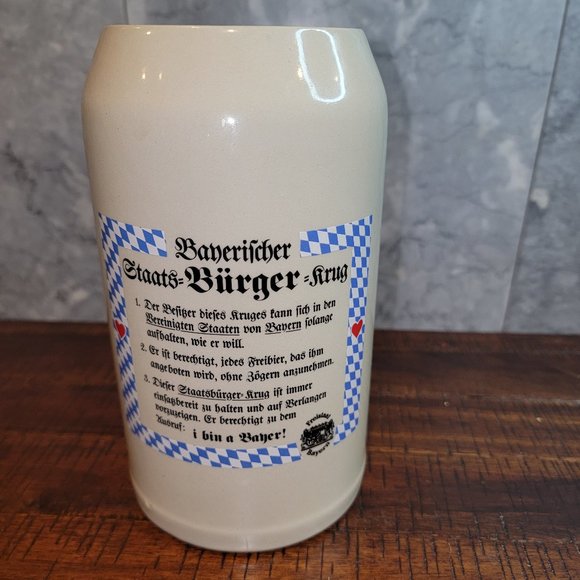 Bayerischer
Staats-Bürger-Krug
1. Der Besitzer dieses Kruges kann sich in den
Vereinigten Staaten von Bayern solange
aufhalten, wie er will.
2. Er ist berechtigt, jedes Freibier, das ihm
angeboten wird, ohne Zögern anzunehmen.
3. Dieser Staatsbürger-Krug ist immer
einsatzbereit zu halten und auf Verlangen
vorzuzeigen. Er berechtigt zu dem
Ausruf: i bin a Bayer!
Freistaat
Bayern